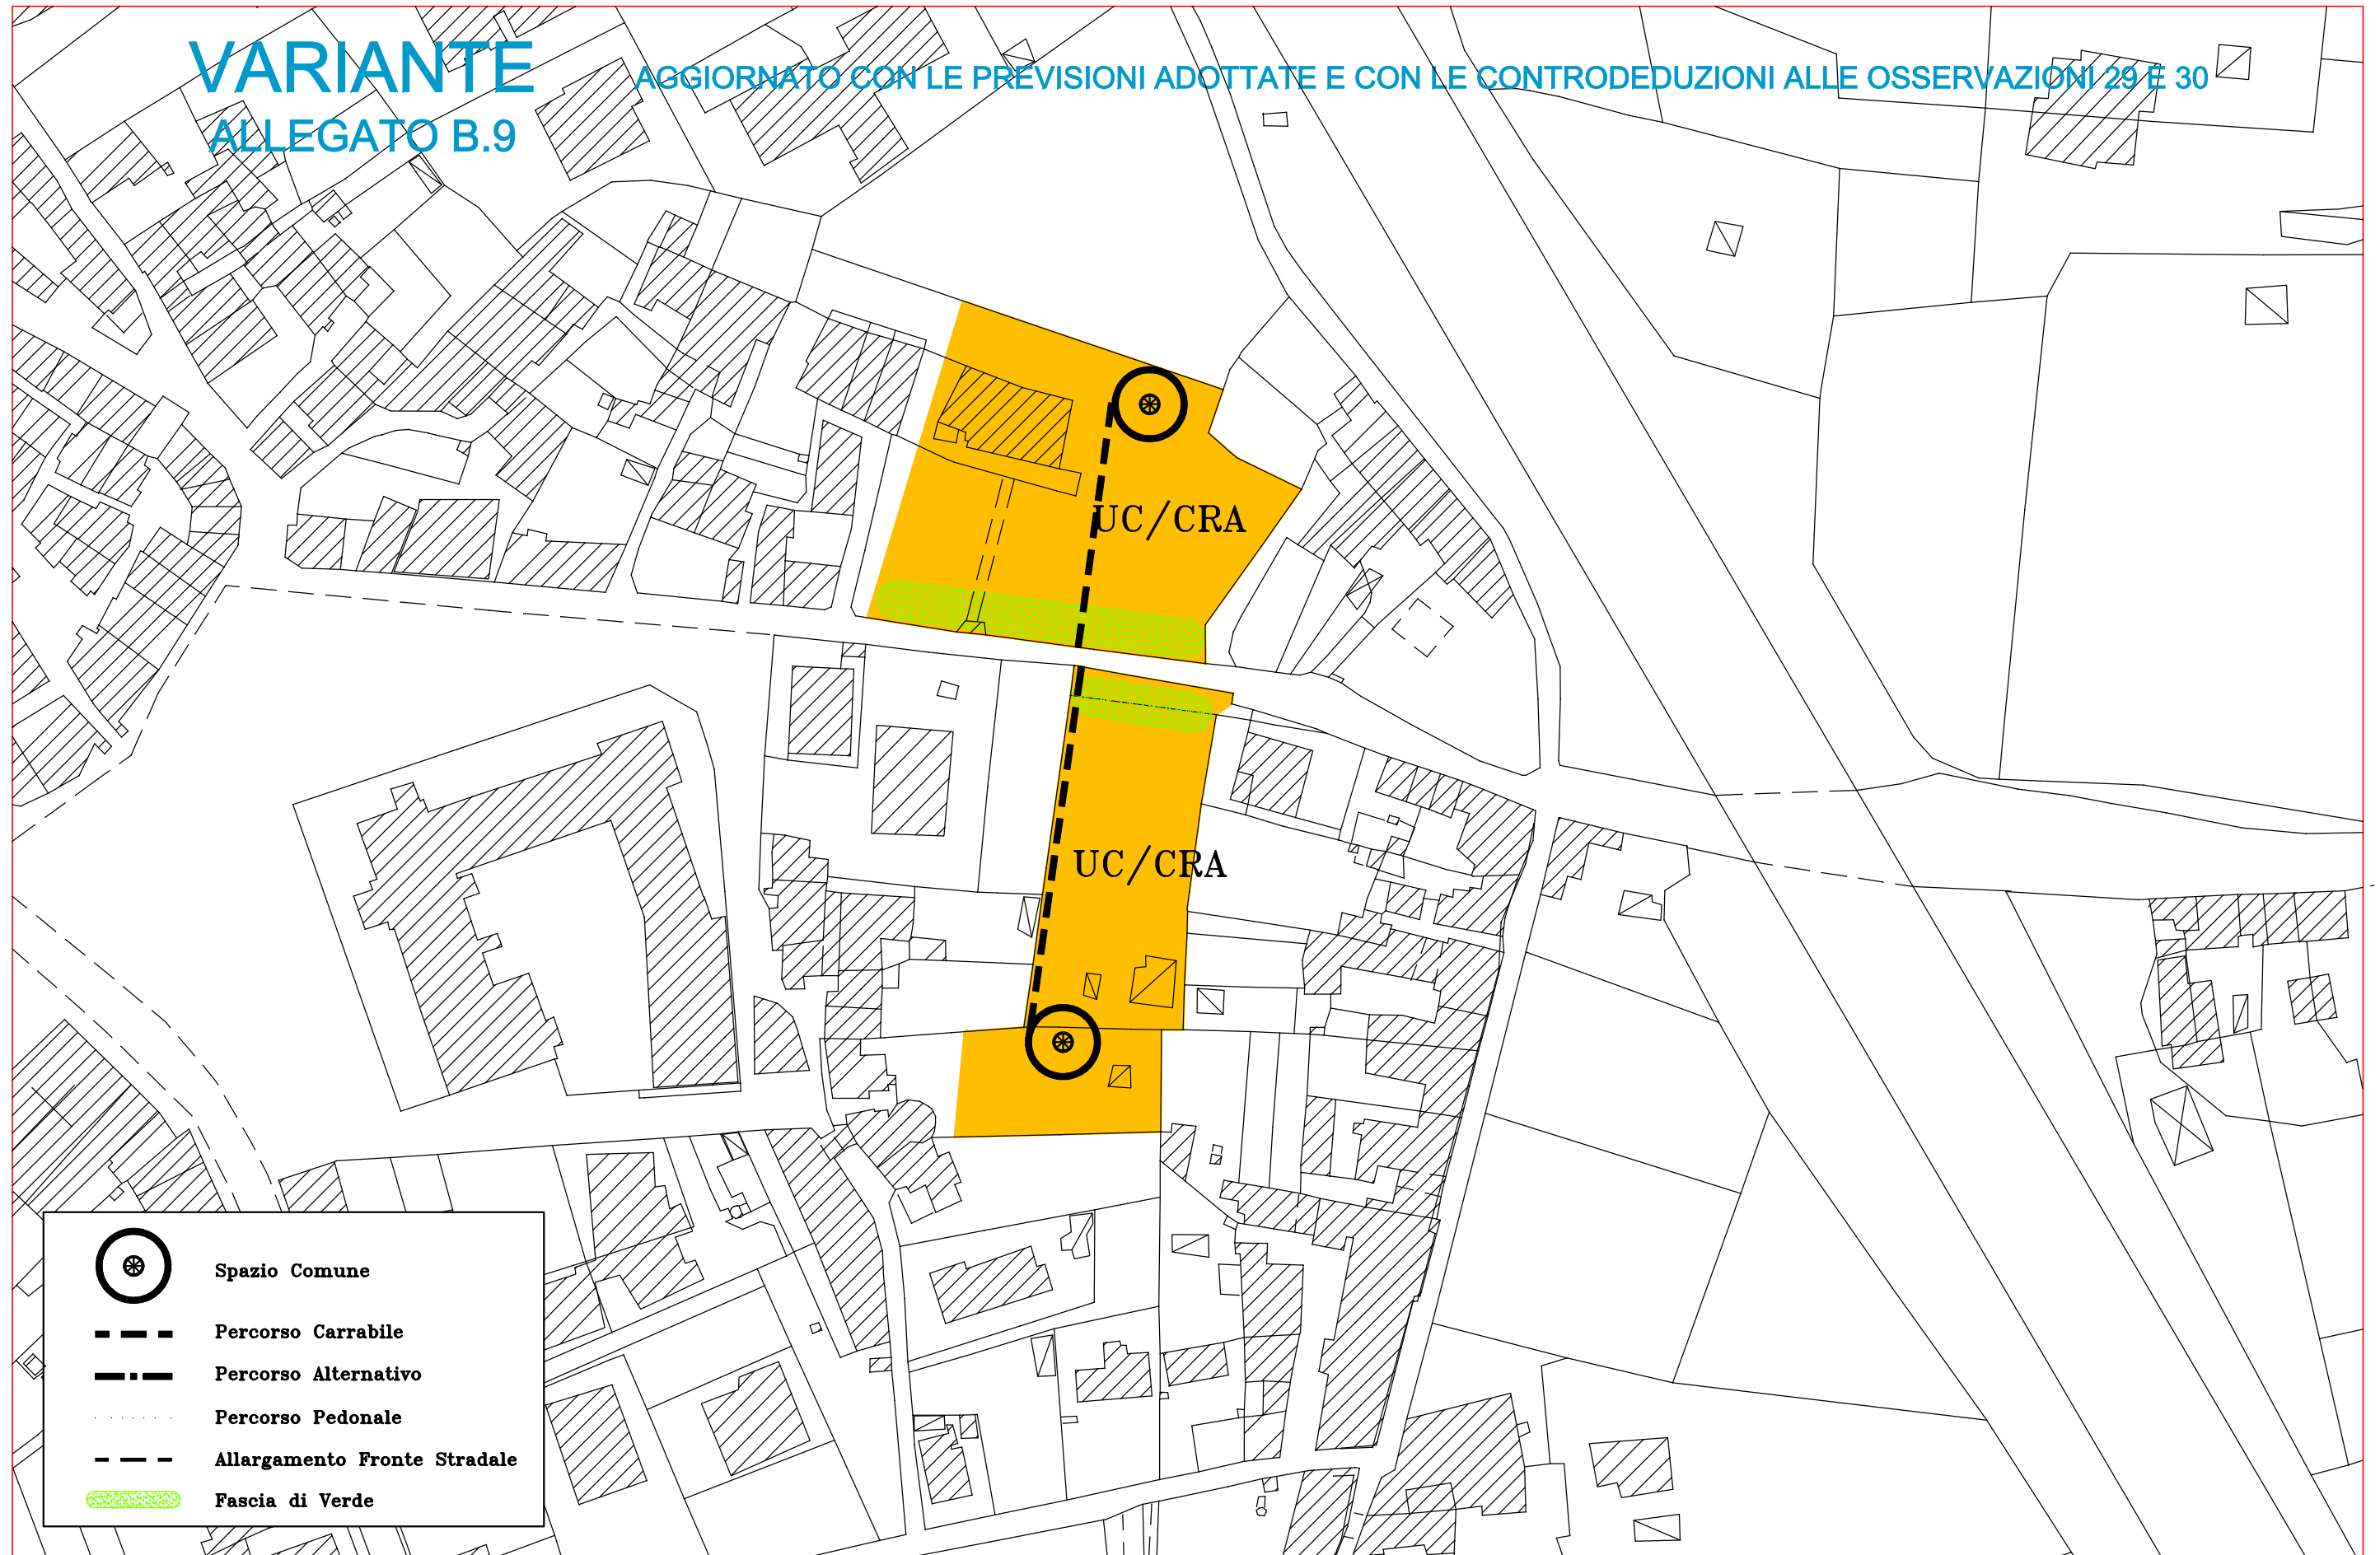 VARIANTE
AGGIORNATO CON LE PREVISIONI ADOTTATE E CON LE CONTRODEDUZIONI ALLE OSSERVAZIONI 29 E 30
ALLEGATO B.9
UC/CRA
UC/CRA
Spazio Comune
Percorso Carrabile
Percorso Alternativo
Percorso Pedonale
Allargamento Fronte Stradale
Fascia di Verde